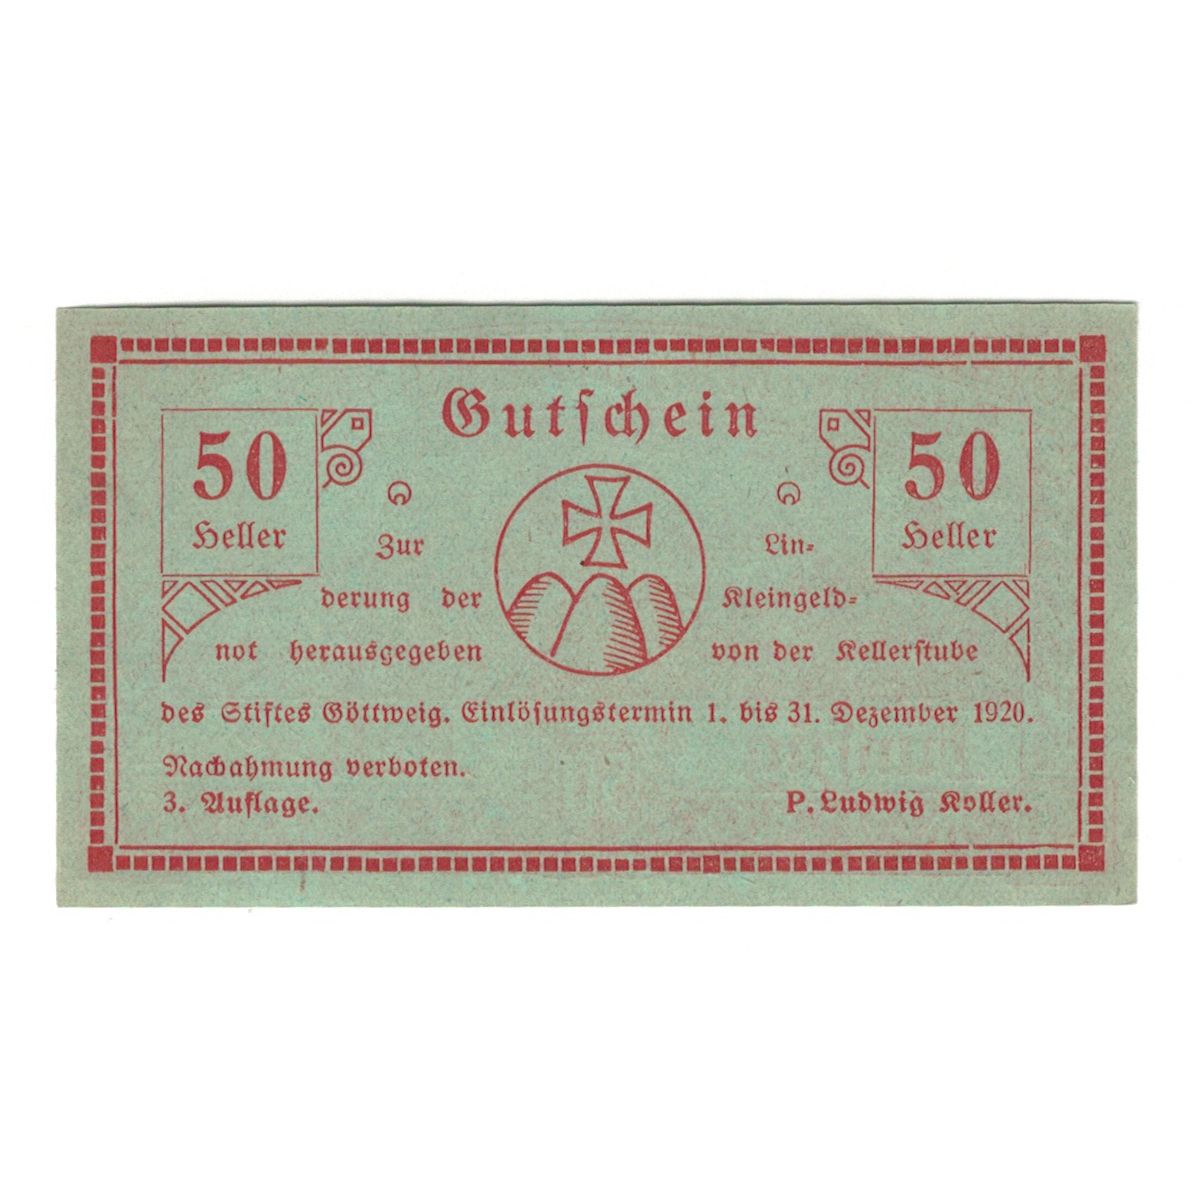 Gutschein
50 50
Heller Heller
Zur Lin-
derung der Kleingeld-
not herausgegeben von der Kellerstube
des Stiftes Göttweig. Einlösungstermin 1. bis 31. Dezember 1920.
Nachahmung verboten.
3. Auflage. P. Ludwig Koller.